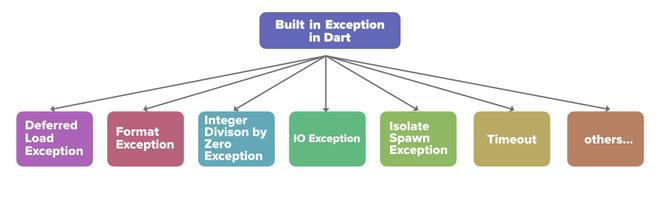 Built in Exception
in Dart
Deferred
Load
Exception
Format
Exception
Integer
Divison by
Zero
Exception
IO Exception
Isolate
Spawn
Exception
Timeout
others...